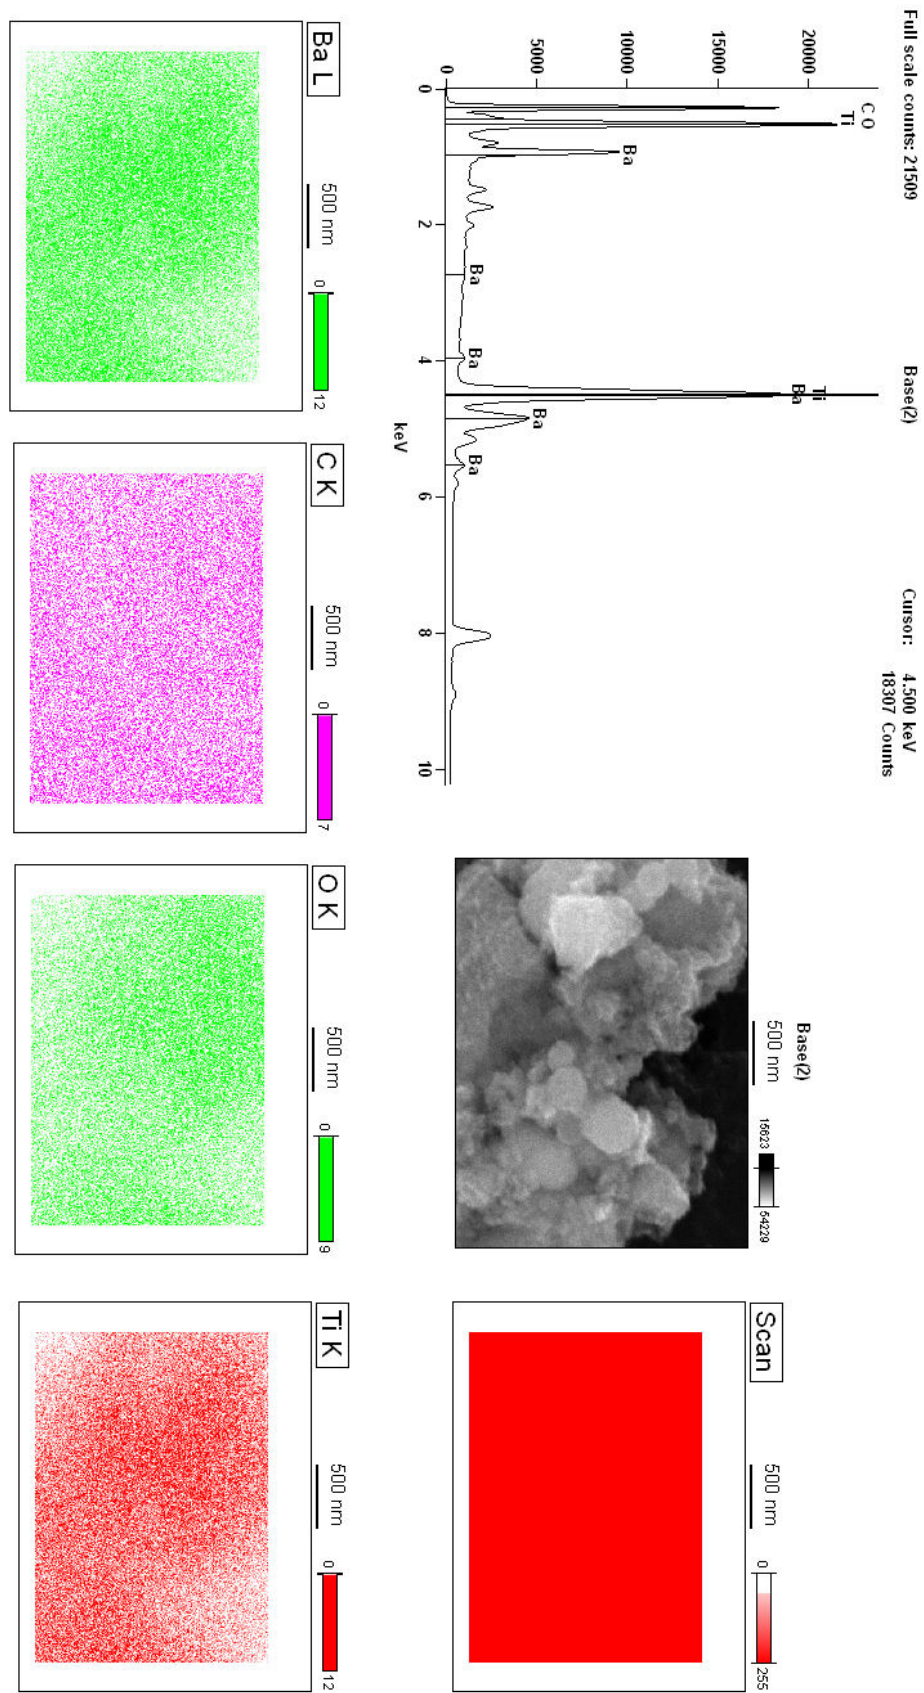 Full scale counts: 21509
Base(2)
Cursor: 4.500 keV
18307 Counts
20000
15000
10000
5000
0
C O
Ti
Ba
Ba
Ba
Ti
Ba
Ba
Ba
0
2
4
6
8
10
keV
Base(2)
500 nm
15623
54229
Scan
500 nm
0
255
Ba L
500 nm
0
12
C K
500 nm
0
7
O K
500 nm
0
9
Ti K
500 nm
0
12